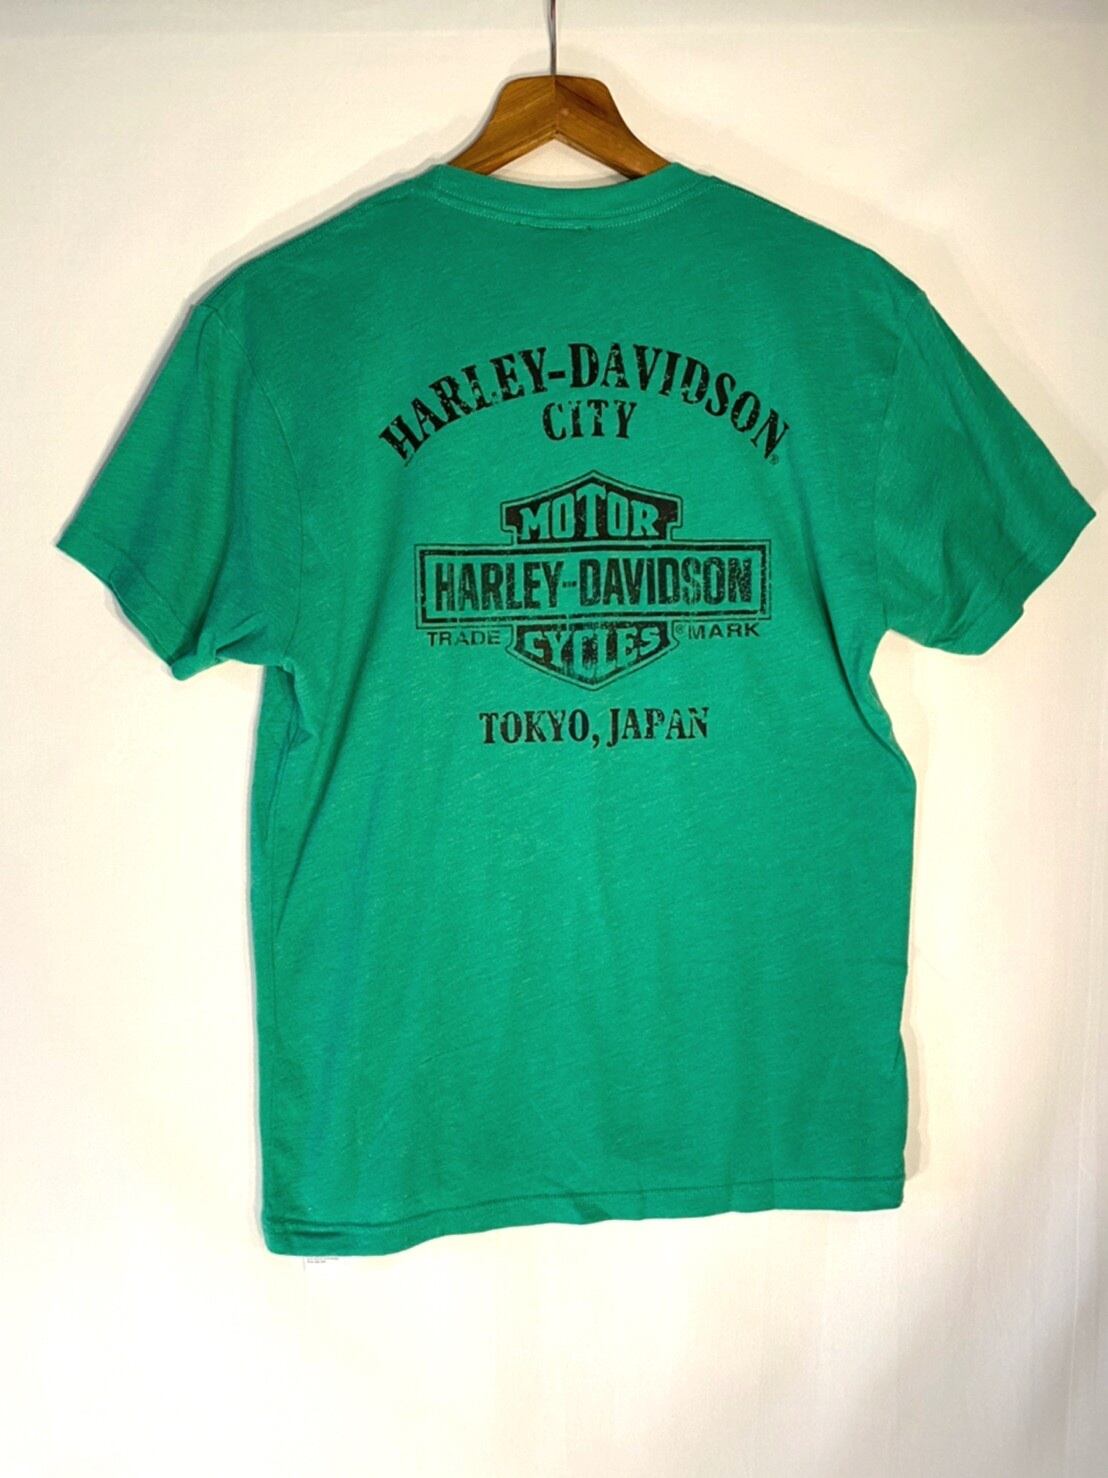 HARLEY-DAVIDSON®
CITY
MOTOR
HARLEY-DAVIDSON
TRADE CYCLES ® MARK
TOKYO, JAPAN